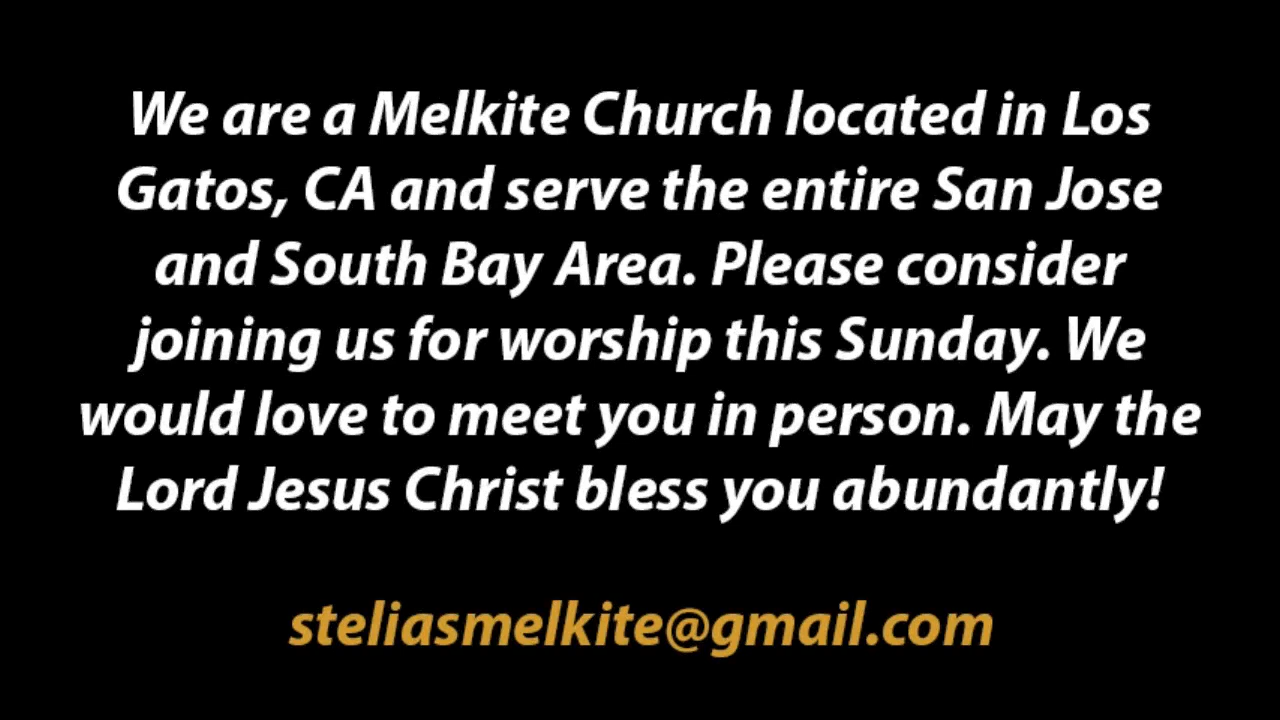 We are a Melkite Church located in Los
Gatos, CA and serve the entire San Jose
and South Bay Area. Please consider
joining us for worship this Sunday. We
would love to meet you in person. May the
Lord Jesus Christ bless you abundantly!
steliasmelkite@gmail.com